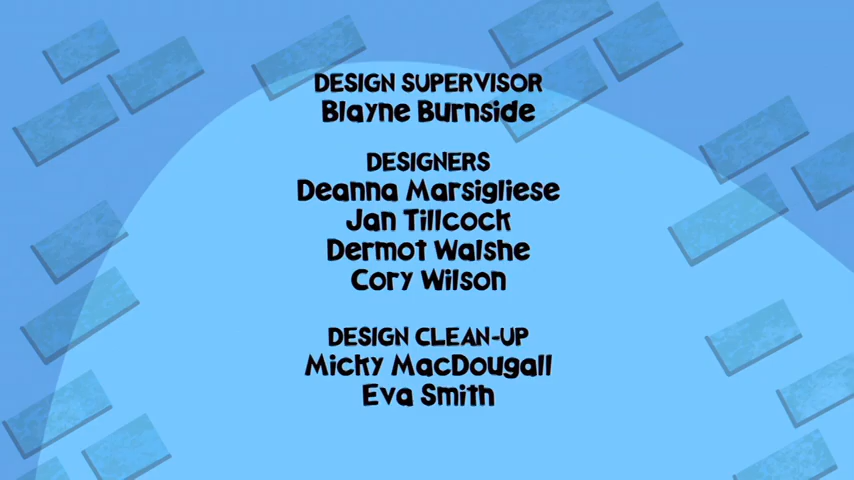 DESIGN SUPERVISOR
Blayne Burnside
DESIGNERS
Deanna Marsigliese
Jan Tillcock
Dermot Walshe
Cory Wilson
DESIGN CLEAN-UP
Micky MacDougall
Eva Smith